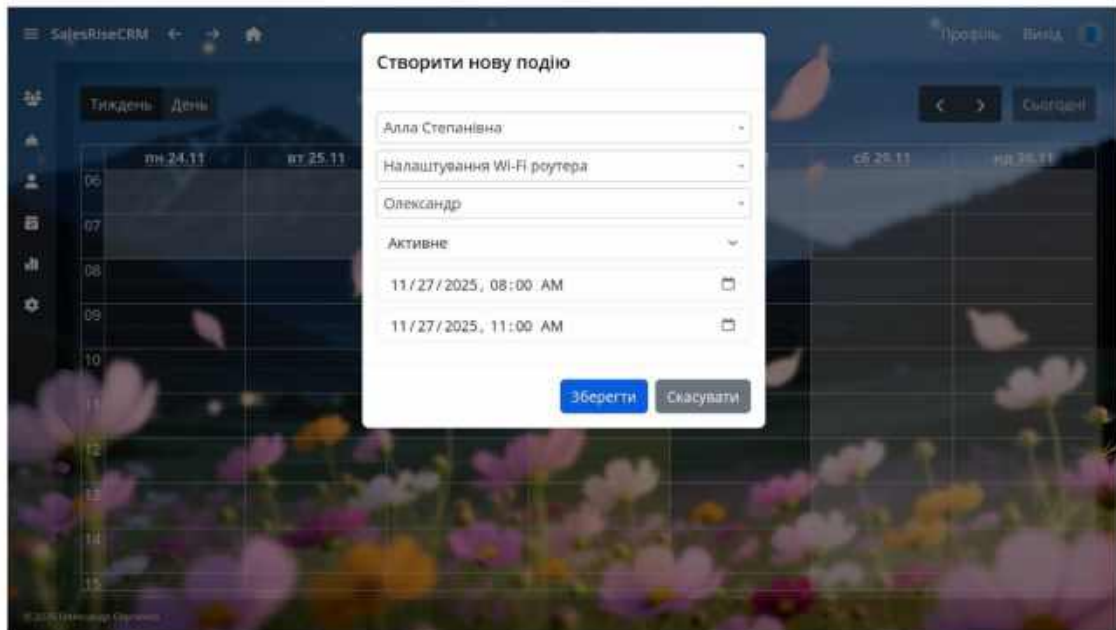 SalesRiseCRM
Профіль Вихід
Створити нову подію
Тиждень День
Сьогодні
Алла Степанівна
Налаштування Wi-Fi роутера
Олександр
Активне
11/27/2025, 08:00 AM
11/27/2025, 11:00 AM
Зберегти Скасувати
пн 24.11 вт 25.11 сб 29.11 нд 30.11
06
07
08
09
10
11
12
13
14
15